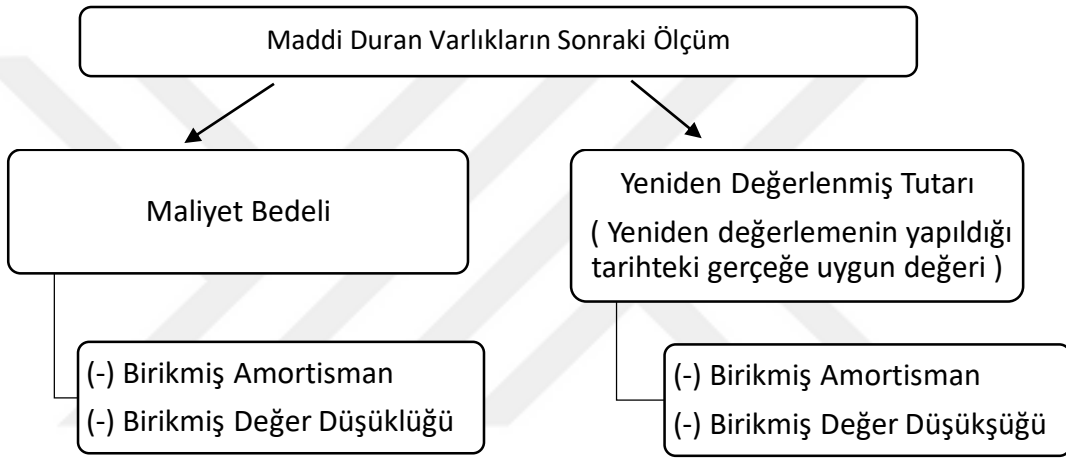 Maddi Duran Varlıkların Sonraki Ölçüm
Maliyet Bedeli
Yeniden Değerlenmiş Tutarı
( Yeniden değerlemenin yapıldığı
tarihteki gerçeğe uygun değeri )
(-) Birikmiş Amortisman
(-) Birikmiş Değer Düşüklüğü
(-) Birikmiş Amortisman
(-) Birikmiş Değer Düşükşüğü